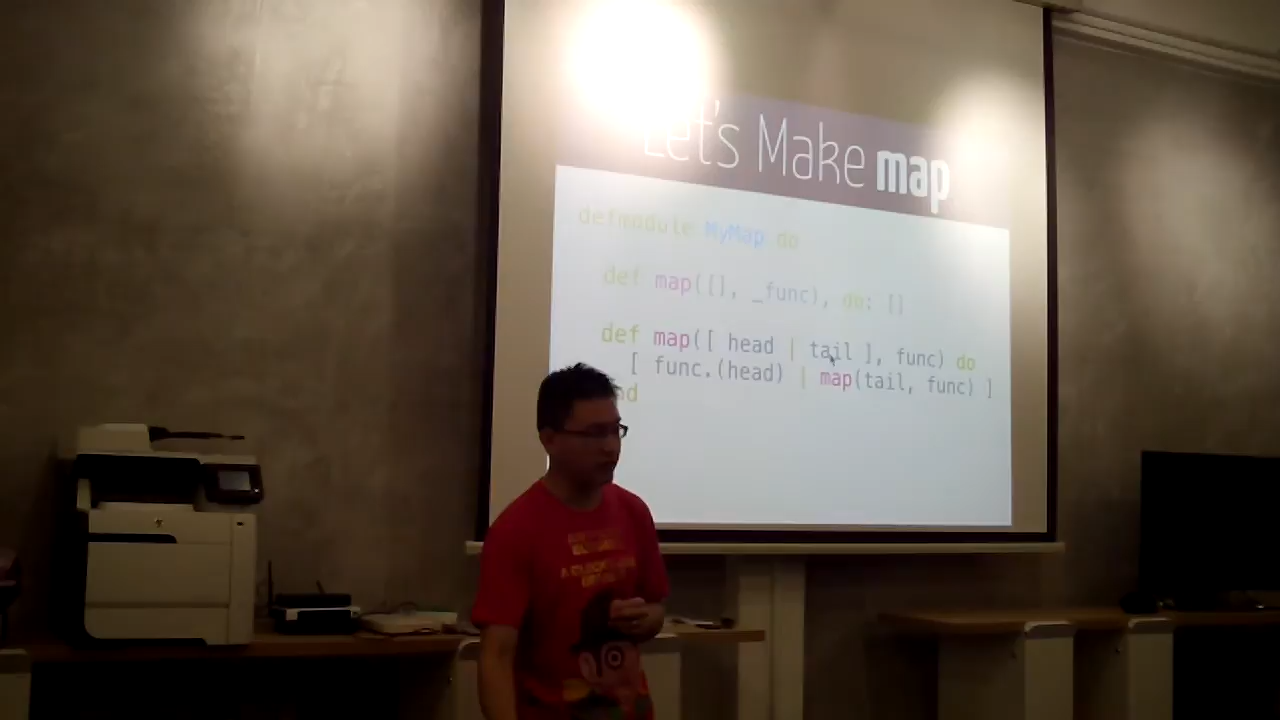 Let's Make map
defmodule MyMap do
def map([], _func), do: []
def map([ head | tail ], func) do
[ func.(head) | map(tail, func) ]
end